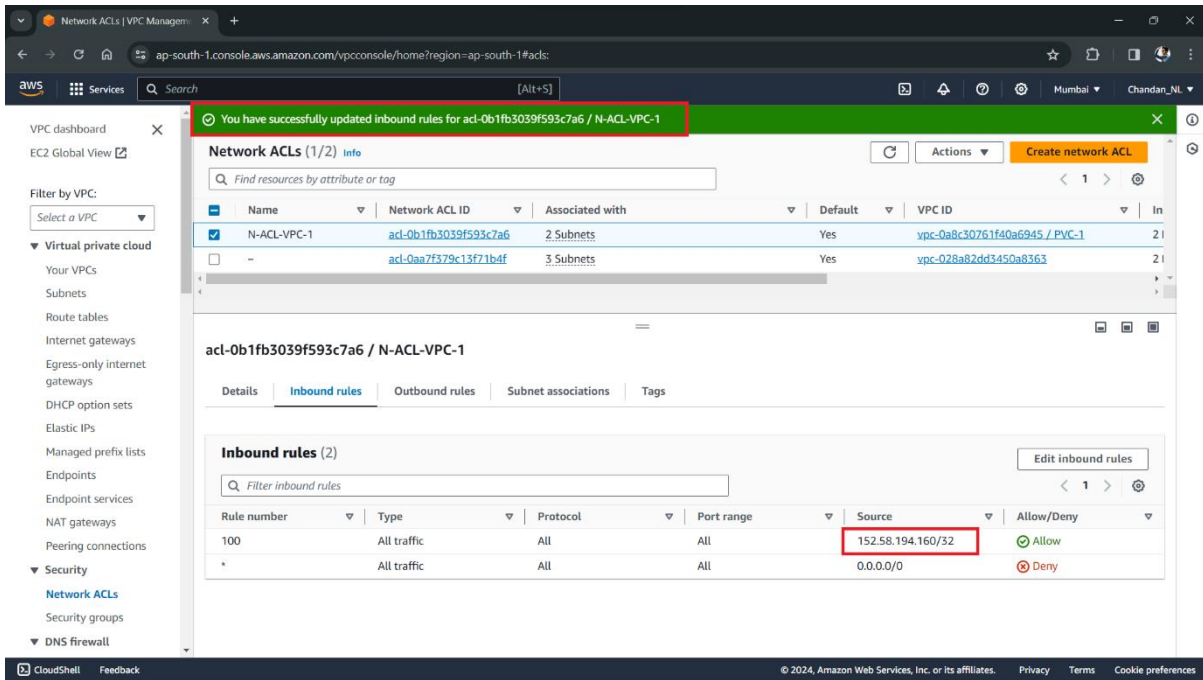 Network ACLs | VPC Managem
ap-south-1.console.aws.amazon.com/vpcconsole/home?region=ap-south-1#acls:
aws Services Search [Alt+S] Mumbai ▼ Chandan_NL ▼
VPC dashboard
EC2 Global View
Filter by VPC:
Select a VPC
Virtual private cloud
Your VPCs
Subnets
Route tables
Internet gateways
Egress-only internet
gateways
DHCP option sets
Elastic IPs
Managed prefix lists
Endpoints
Endpoint services
NAT gateways
Peering connections
Security
Network ACLs
Security groups
DNS firewall
You have successfully updated inbound rules for acl-0b1fb3039f593c7a6 / N-ACL-VPC-1
Network ACLs (1/2) Info
Actions ▼ Create network ACL
Find resources by attribute or tag
1
Name Network ACL ID Associated with Default VPC ID In
N-ACL-VPC-1 acl-0b1fb3039f593c7a6 2 Subnets Yes vpc-0a8c30761f40a6945 / PVC-1 2 I
– acl-0aa7f379c13f71b4f 3 Subnets Yes vpc-028a82dd3450a8363 2 I
acl-0b1fb3039f593c7a6 / N-ACL-VPC-1
Details Inbound rules Outbound rules Subnet associations Tags
Inbound rules (2)
Edit inbound rules
Filter inbound rules
1
Rule number Type Protocol Port range Source Allow/Deny
100 All traffic All All 152.58.194.160/32 Allow
* All traffic All All 0.0.0.0/0 Deny
CloudShell Feedback © 2024, Amazon Web Services, Inc. or its affiliates. Privacy Terms Cookie preferences